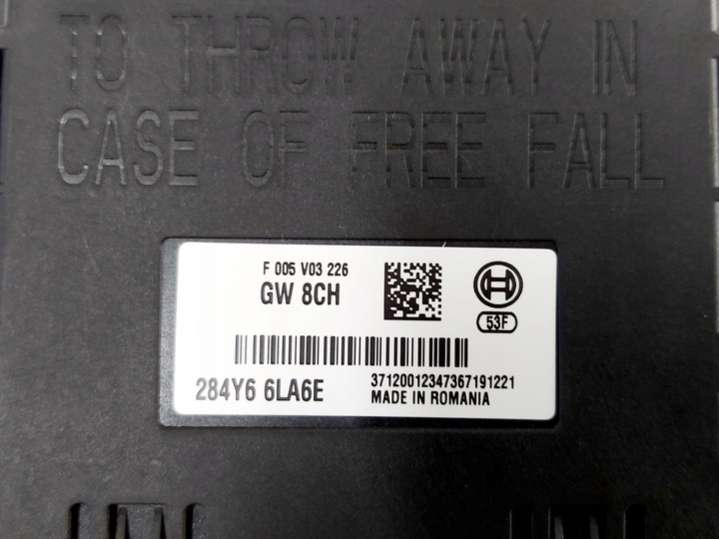 TO THROW AWAY IN
CASE OF FREE FALL
F 005 V03 226
GW 8CH
53F
284Y6 6LA6E
37120012347367191221
MADE IN ROMANIA